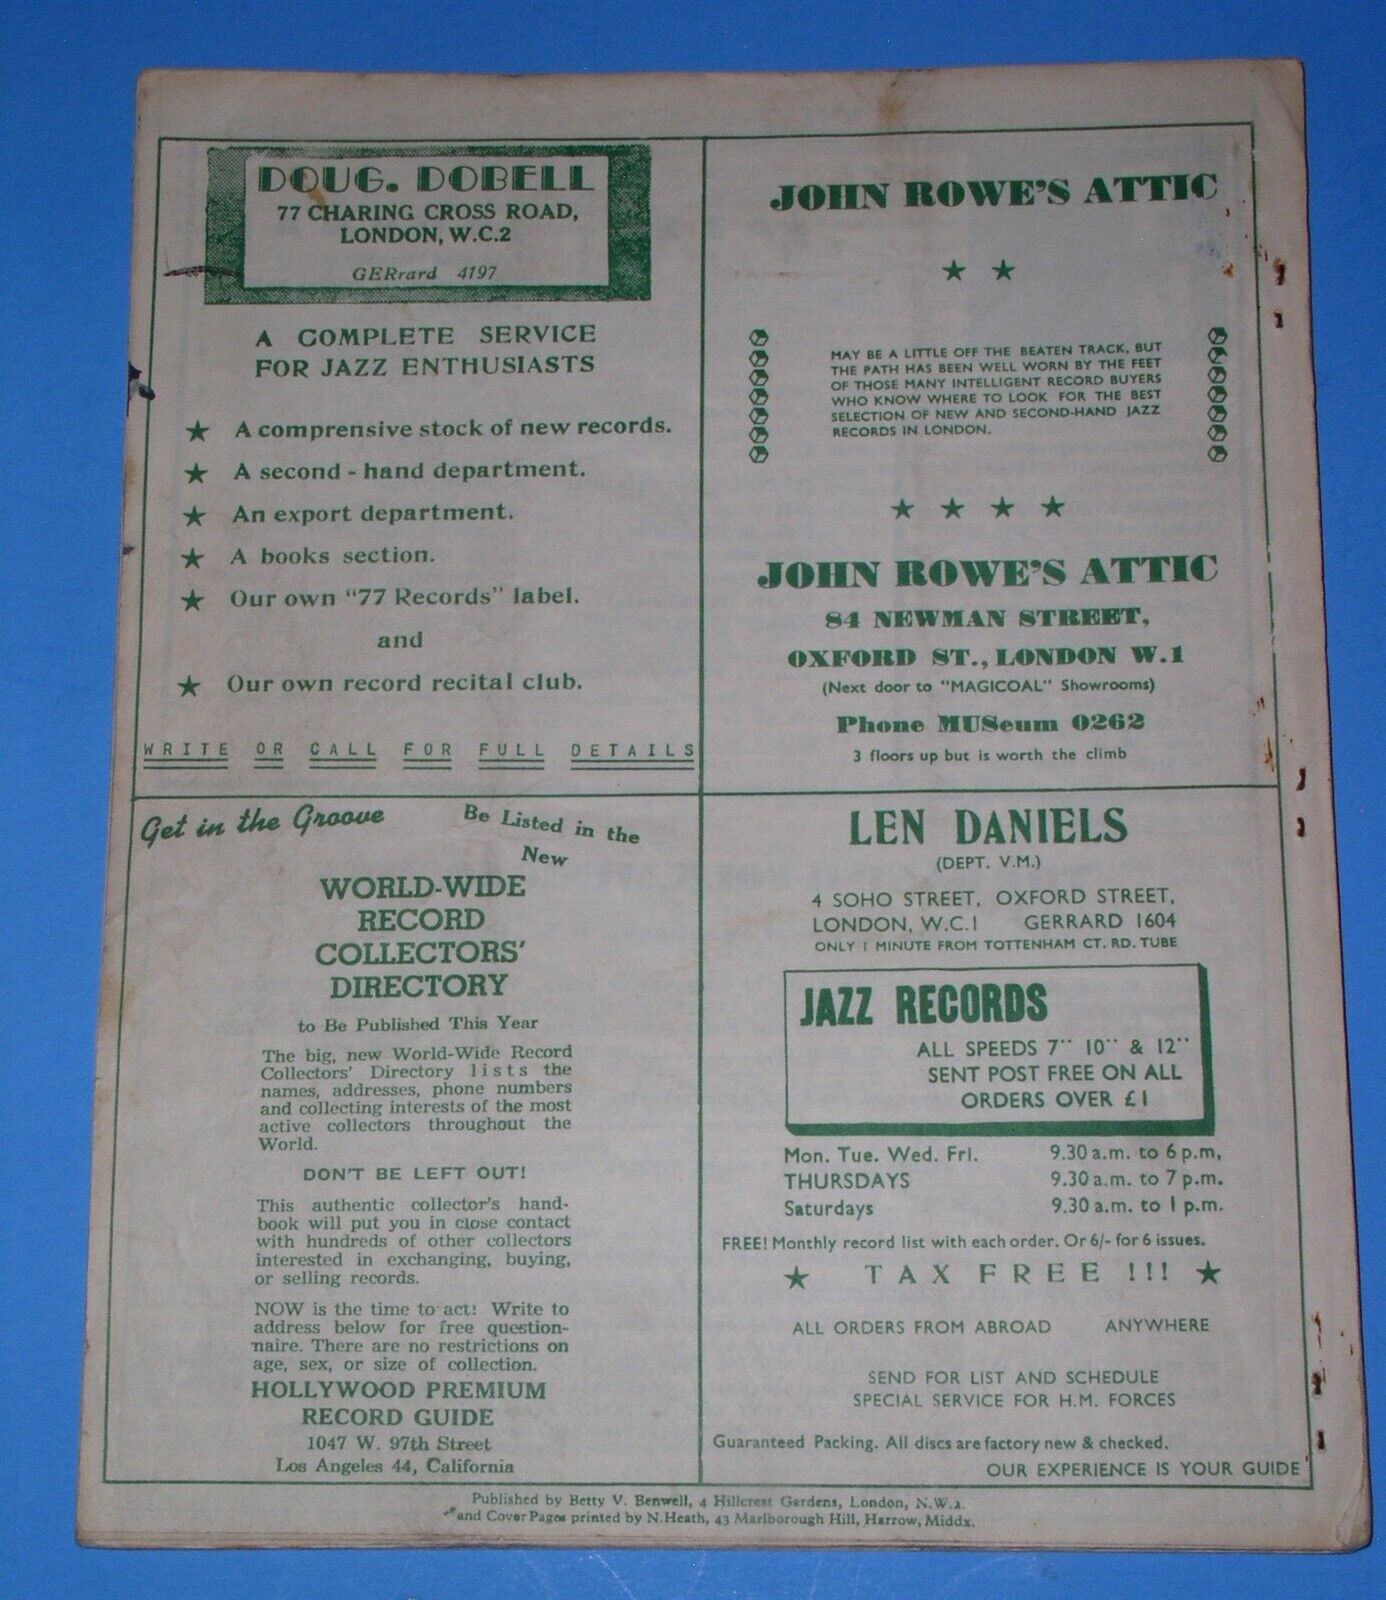 DOUG. DOBELL
77 CHARING CROSS ROAD,
LONDON, W.C.2
GERrard 4197
A COMPLETE SERVICE
FOR JAZZ ENTHUSIASTS
★ A comprensive stock of new records.
★ A second - hand department.
★ An export department.
★ A books section.
★ Our own "77 Records" label.
and
★ Our own record recital club.
WRITE OR CALL FOR FULL DETAILS
JOHN ROWE'S ATTIC
★ ★
MAY BE A LITTLE OFF THE BEATEN TRACK, BUT
THE PATH HAS BEEN WELL WORN BY THE FEET
OF THOSE MANY INTELLIGENT RECORD BUYERS
WHO KNOW WHERE TO LOOK FOR THE BEST
SELECTION OF NEW AND SECOND-HAND JAZZ
RECORDS IN LONDON.
★ ★ ★ ★
JOHN ROWE'S ATTIC
84 NEWMAN STREET,
OXFORD ST., LONDON W.1
(Next door to "MAGICOAL" Showrooms)
Phone MUSeum 0262
3 floors up but is worth the climb
Get in the Groove
Be Listed in the
New
WORLD-WIDE
RECORD
COLLECTORS'
DIRECTORY
to Be Published This Year
The big, new World-Wide Record
Collectors' Directory lists the
names, addresses, phone numbers
and collecting interests of the most
active collectors throughout the
World.
DON'T BE LEFT OUT!
This authentic collector's hand-
book will put you in close contact
with hundreds of other collectors
interested in exchanging, buying,
or selling records.
NOW is the time to act! Write to
address below for free question-
naire. There are no restrictions on
age, sex, or size of collection.
HOLLYWOOD PREMIUM
RECORD GUIDE
1047 W. 97th Street
Los Angeles 44, California
LEN DANIELS
(DEPT. V.M.)
4 SOHO STREET, OXFORD STREET,
LONDON, W.C.1 GERRARD 1604
ONLY 1 MINUTE FROM TOTTENHAM CT. RD. TUBE
JAZZ RECORDS
ALL SPEEDS 7" 10" & 12"
SENT POST FREE ON ALL
ORDERS OVER £1
Mon. Tue. Wed. Fri. 9.30 a.m. to 6 p.m,
THURSDAYS 9.30 a.m. to 7 p.m.
Saturdays 9.30 a.m. to 1 p.m.
FREE! Monthly record list with each order. Or 6/- for 6 issues.
★ TAX FREE !!! ★
ALL ORDERS FROM ABROAD ANYWHERE
SEND FOR LIST AND SCHEDULE
SPECIAL SERVICE FOR H.M. FORCES
Guaranteed Packing. All discs are factory new & checked.
OUR EXPERIENCE IS YOUR GUIDE
Published by Betty V. Benwell, 4 Hillcrest Gardens, London, N.W.2.
and Cover Pages printed by N. Heath, 43 Marlborough Hill, Harrow, Middx.